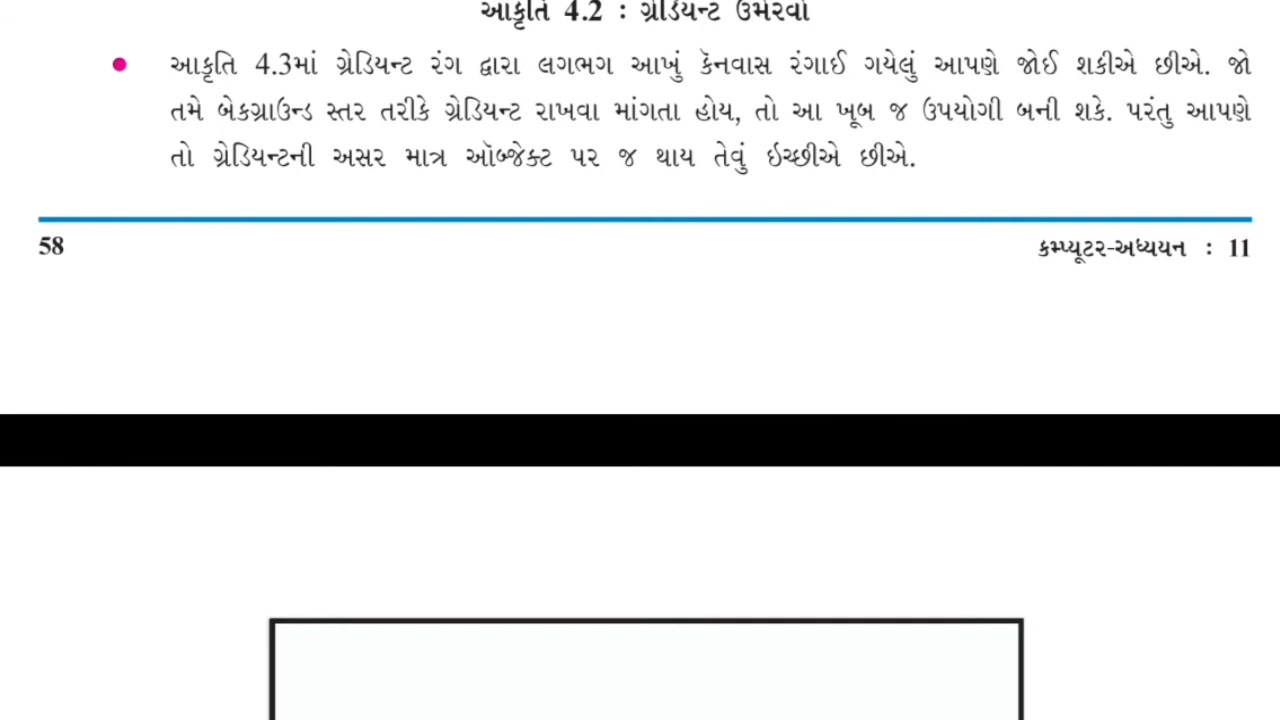 આકૃતિ 4.2 : ગ્રેડિયન્ટ ઉમેરવો
• આકૃતિ 4.3માં ગ્રેડિયન્ટ રંગ દ્વારા લગભગ આખું કૅનવાસ રંગાઈ ગયેલું આપણે જોઈ શકીએ છીએ. જો
તમે બેકગ્રાઉન્ડ સ્તર તરીકે ગ્રેડિયન્ટ રાખવા માંગતા હોય, તો આ ખૂબ જ ઉપયોગી બની શકે. પરંતુ આપણે
તો ગ્રેડિયન્ટની અસર માત્ર ઑબ્જેક્ટ પર જ થાય તેવું ઇચ્છીએ છીએ.
58
કમ્પ્યૂટર-અધ્યયન : 11